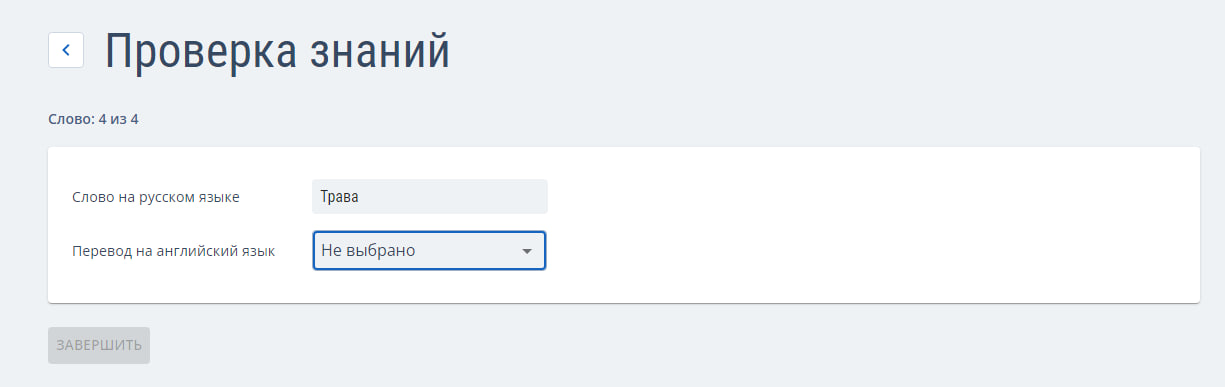 Проверка знаний
Слово: 4 из 4
Слово на русском языке Трава
Перевод на английский язык Не выбрано
ЗАВЕРШИТЬ